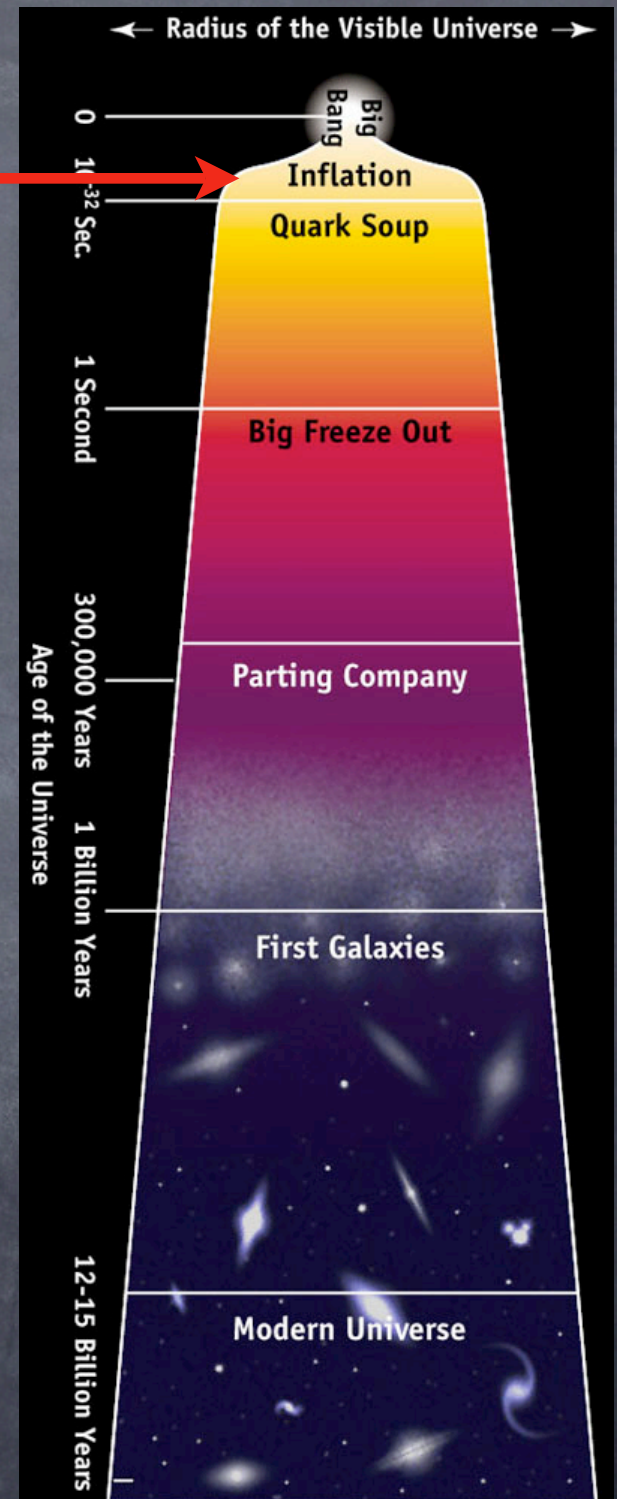 ← Radius of the Visible Universe →
Big
Bang
0
Inflation
10-32 Sec.
Quark Soup
1 Second
Big Freeze Out
300,000 Years
Parting Company
Age of the Universe
1 Billion Years
First Galaxies
12-15 Billion Years
Modern Universe